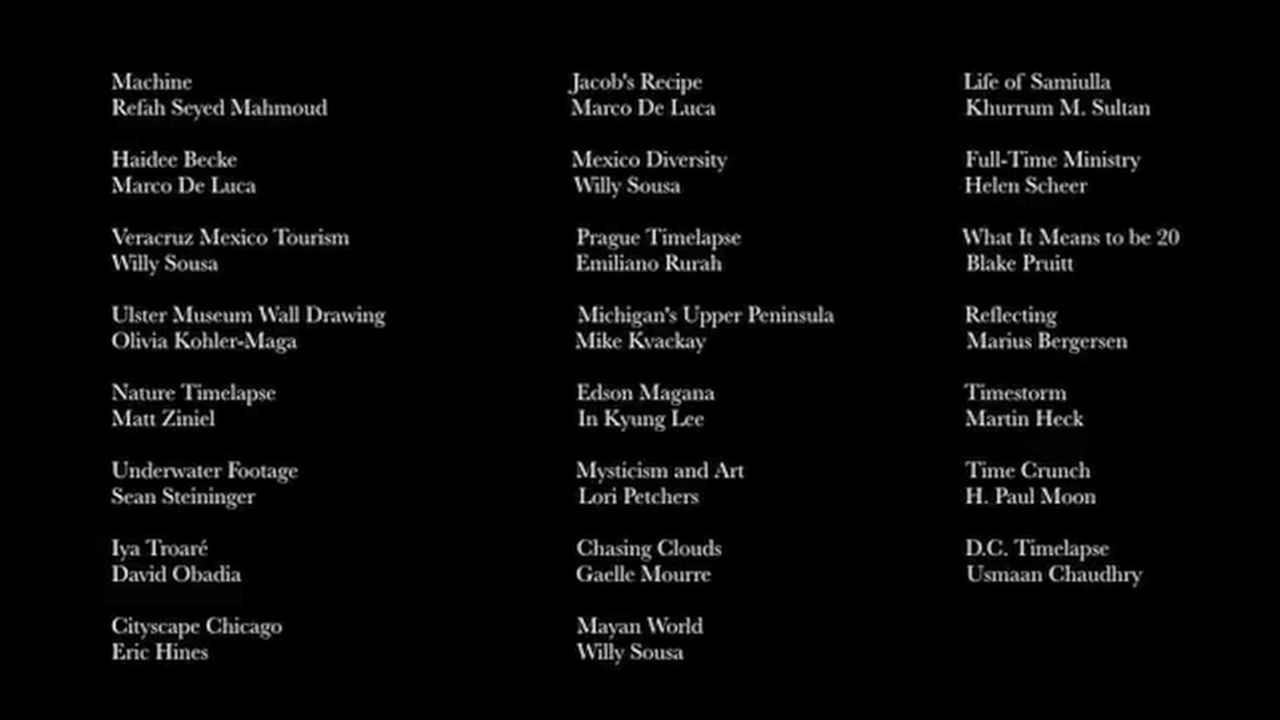 Machine
Refah Seyed Mahmoud
Haidee Becke
Marco De Luca
Veracruz Mexico Tourism
Willy Sousa
Ulster Museum Wall Drawing
Olivia Kohler-Maga
Nature Timelapse
Matt Ziniel
Underwater Footage
Sean Steininger
Iya Troaré
David Obadia
Cityscape Chicago
Eric Hines
Jacob's Recipe
Marco De Luca
Mexico Diversity
Willy Sousa
Prague Timelapse
Emiliano Rurah
Michigan's Upper Peninsula
Mike Kvackay
Edson Magana
In Kyung Lee
Mysticism and Art
Lori Petchers
Chasing Clouds
Gaelle Mourre
Mayan World
Willy Sousa
Life of Samiulla
Khurrum M. Sultan
Full-Time Ministry
Helen Scheer
What It Means to be 20
Blake Pruitt
Reflecting
Marius Bergersen
Timestorm
Martin Heck
Time Crunch
H. Paul Moon
D.C. Timelapse
Usmaan Chaudhry